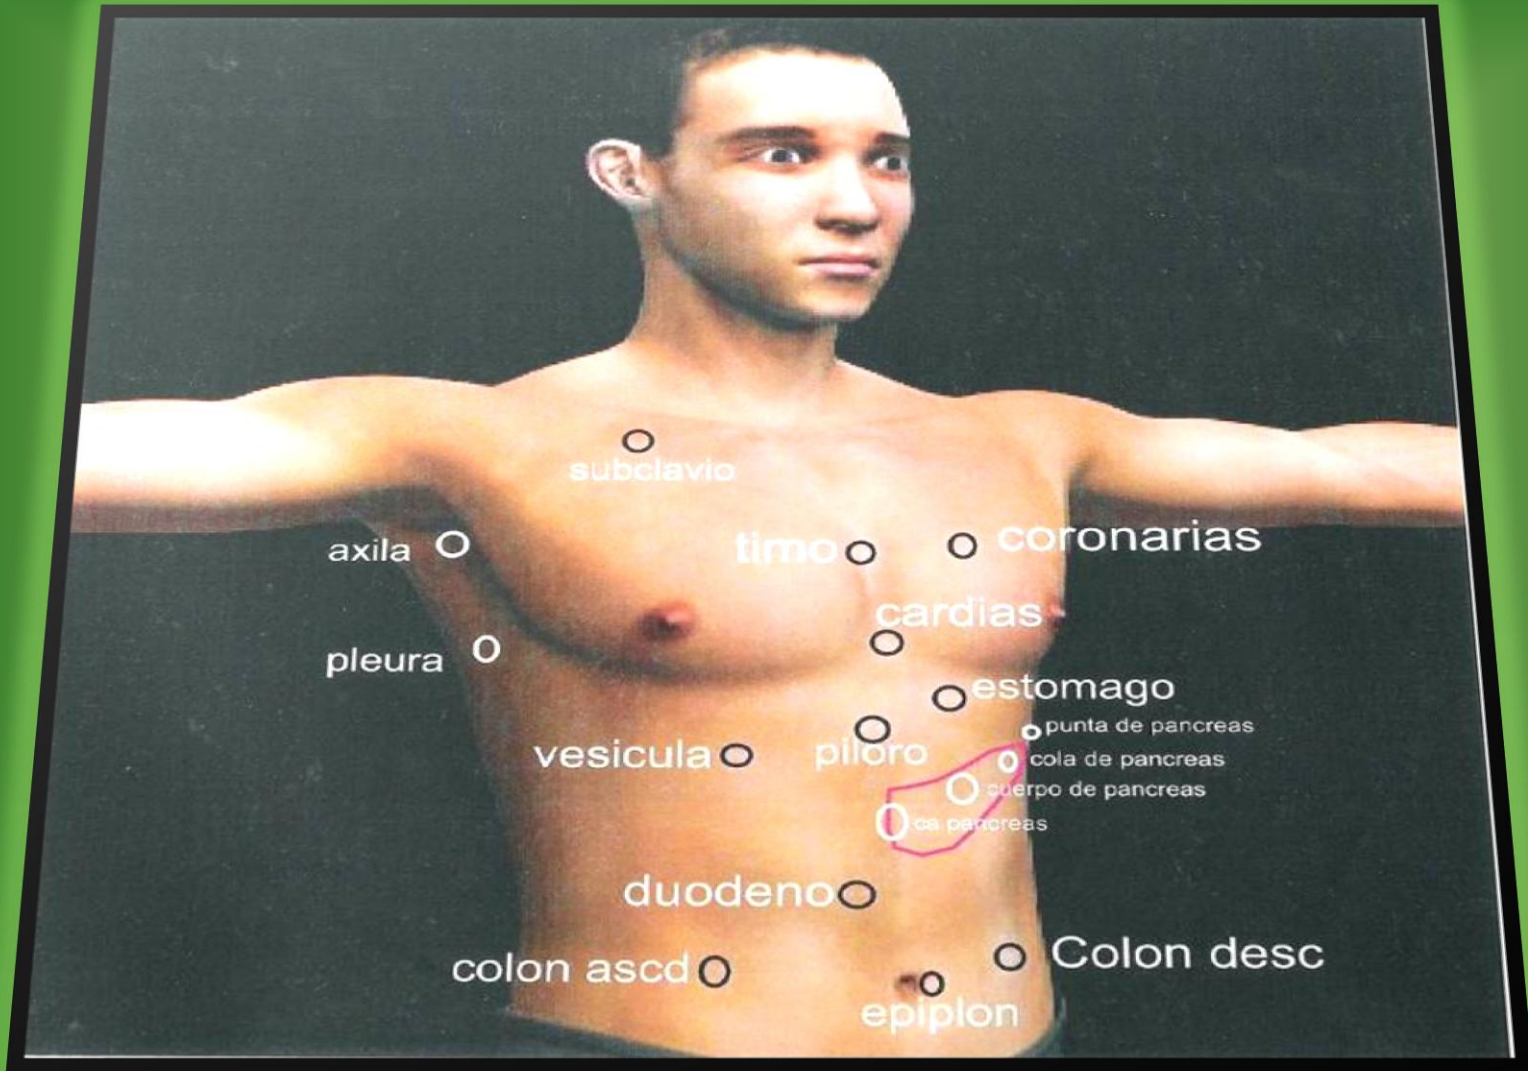 subclavio
axila
timo
coronarias
cardias
pleura
estomago
punta de pancreas
vesicula
piloro
cola de pancreas
cuerpo de pancreas
ca pancreas
duodeno
colon ascd
Colon desc
epiplon